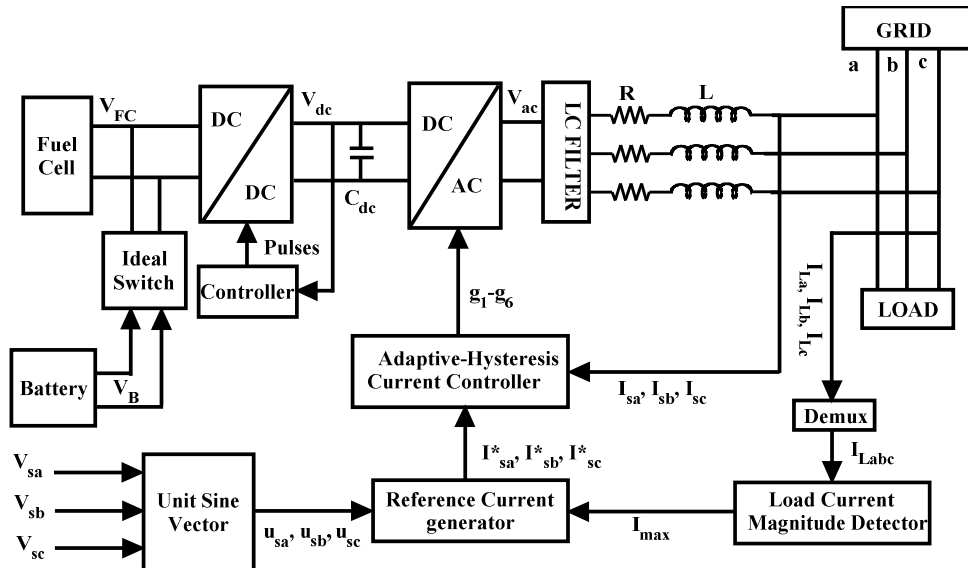 GRID
a b c
Fuel
Cell
V_FC
DC
DC
V_dc
C_dc
DC
AC
V_ac
LC FILTER
R
L
Ideal
Switch
Pulses
Controller
g_1-g_6
LOAD
I_La, I_Lb, I_Lc
Battery
V_B
Adaptive-Hysteresis
Current Controller
I_sa, I_sb, I_sc
Demux
I_Labc
V_sa
V_sb
V_sc
Unit Sine
Vector
u_sa, u_sb, u_sc
I*_sa, I*_sb, I*_sc
Reference Current
generator
I_max
Load Current
Magnitude Detector